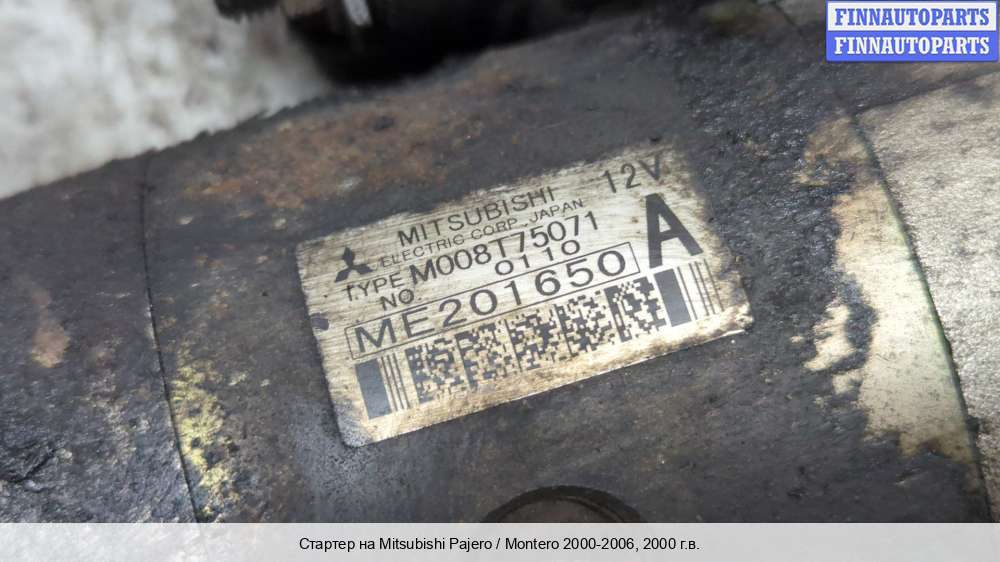 FINNAUTOPARTS
FINNAUTOPARTS
MITSUBISHI 12V
ELECTRIC CORP. JAPAN
TYPE M008T75071 A
NO. 0110
ME201650
Стартер на Mitsubishi Pajero / Montero 2000-2006, 2000 г.в.